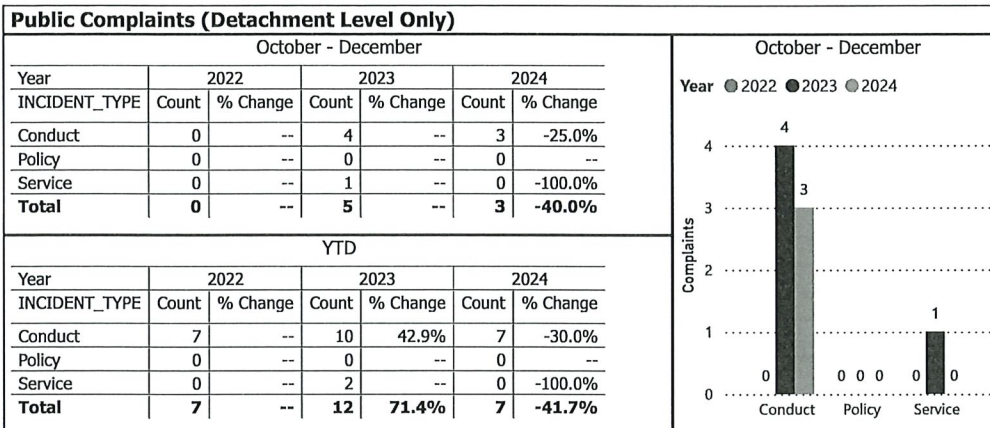 Public Complaints (Detachment Level Only)
October - December
Year 2022 2023 2024
INCIDENT_TYPE Count % Change Count % Change Count % Change
Conduct 0 -- 4 -- 3 -25.0%
Policy 0 -- 0 -- 0 --
Service 0 -- 1 -- 0 -100.0%
Total 0 -- 5 -- 3 -40.0%
YTD
Year 2022 2023 2024
INCIDENT_TYPE Count % Change Count % Change Count % Change
Conduct 7 -- 10 42.9% 7 -30.0%
Policy 0 -- 0 -- 0 --
Service 0 -- 2 -- 0 -100.0%
Total 7 -- 12 71.4% 7 -41.7%
October - December
Year 2022 2023 2024
Complaints
4
3
2
1
0
4
3
1
0
0 0 0
0
0
Conduct Policy Service